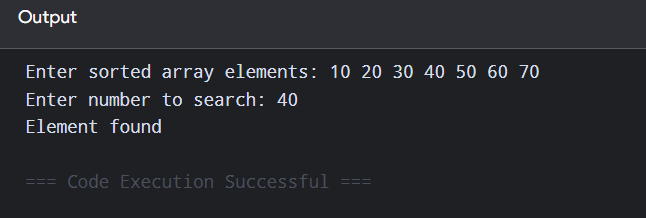 Output
Enter sorted array elements: 10 20 30 40 50 60 70
Enter number to search: 40
Element found
=== Code Execution Successful ===